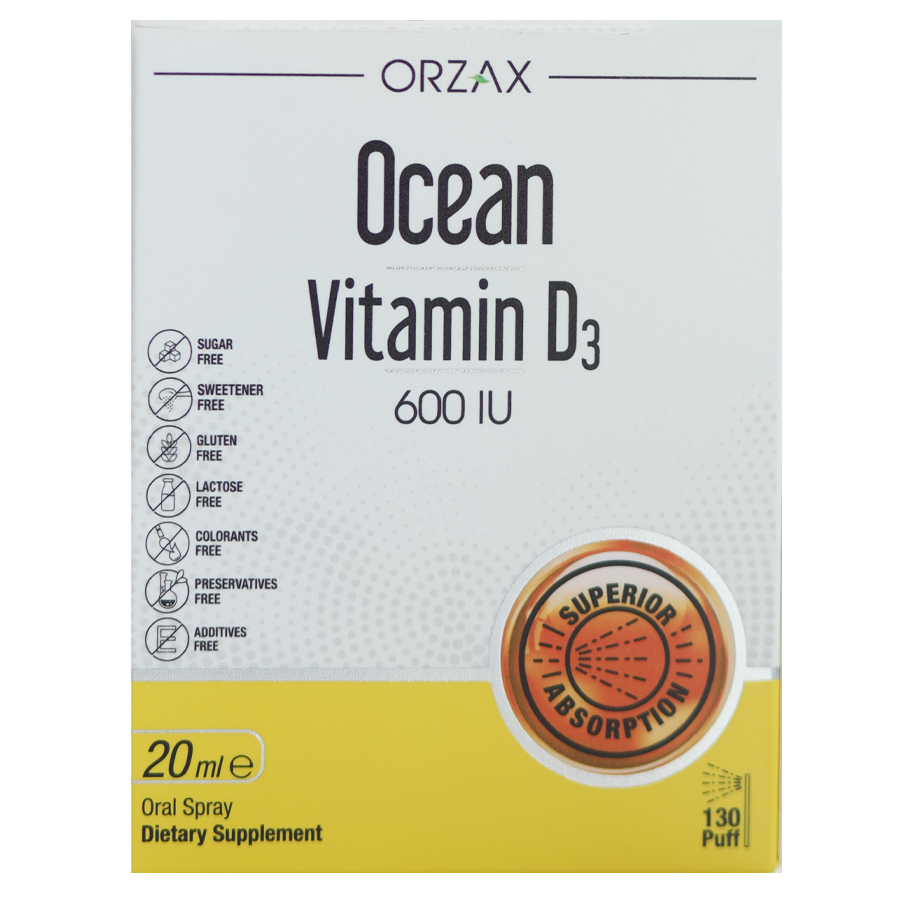 ORZAX
Ocean
Vitamin D3
600 IU
SUGAR
FREE
SWEETENER
FREE
GLUTEN
FREE
LACTOSE
FREE
COLORANTS
FREE
PRESERVATIVES
FREE
E
ADDITIVES
FREE
SUPERIOR
ABSORPTION
20 ml ℮
Oral Spray
Dietary Supplement
130
Puff